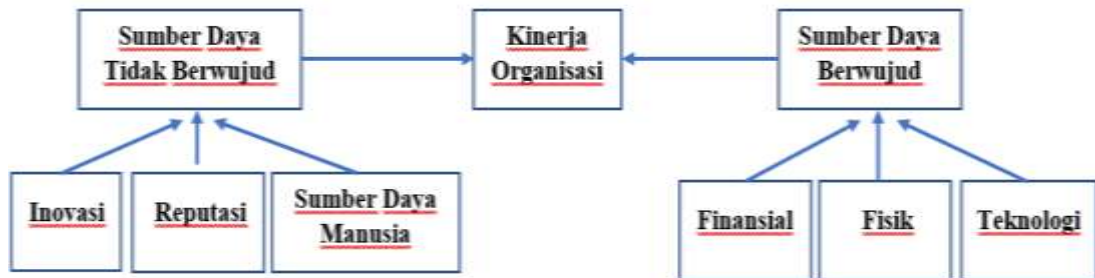 Sumber Daya
Tidak Berwujud
Kinerja
Organisasi
Sumber Daya
Berwujud
Inovasi
Reputasi
Sumber Daya
Manusia
Finansial
Fisik
Teknologi